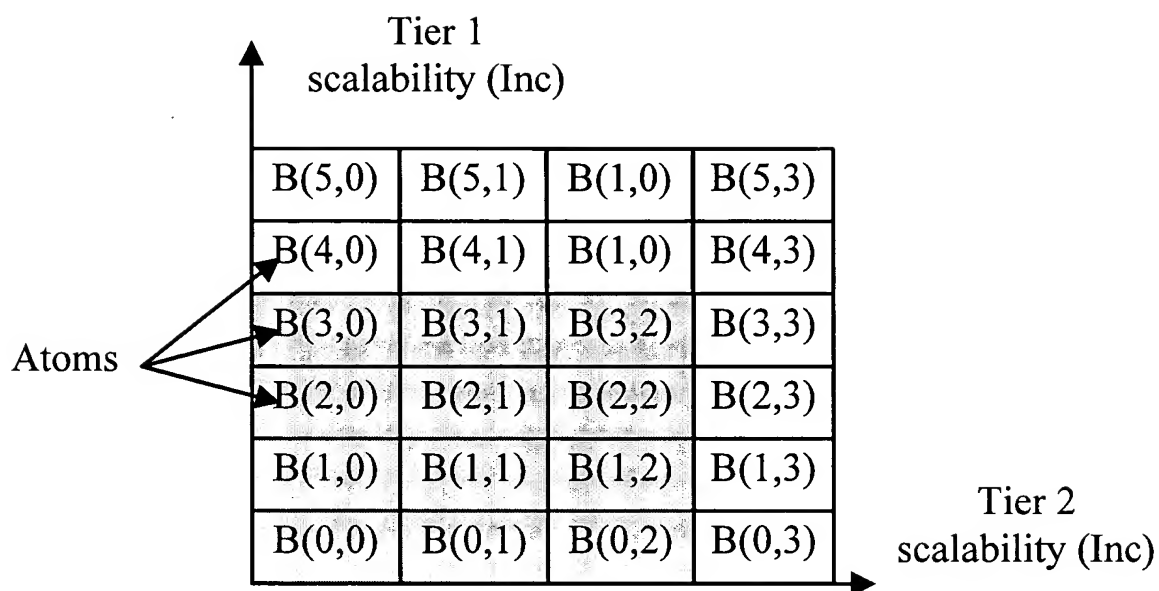 Tier 1
scalability (Inc)
B(5,0) B(5,1) B(1,0) B(5,3)
B(4,0) B(4,1) B(1,0) B(4,3)
B(3,0) B(3,1) B(3,2) B(3,3)
Atoms
B(2,0) B(2,1) B(2,2) B(2,3)
B(1,0) B(1,1) B(1,2) B(1,3)
B(0,0) B(0,1) B(0,2) B(0,3)
Tier 2
scalability (Inc)